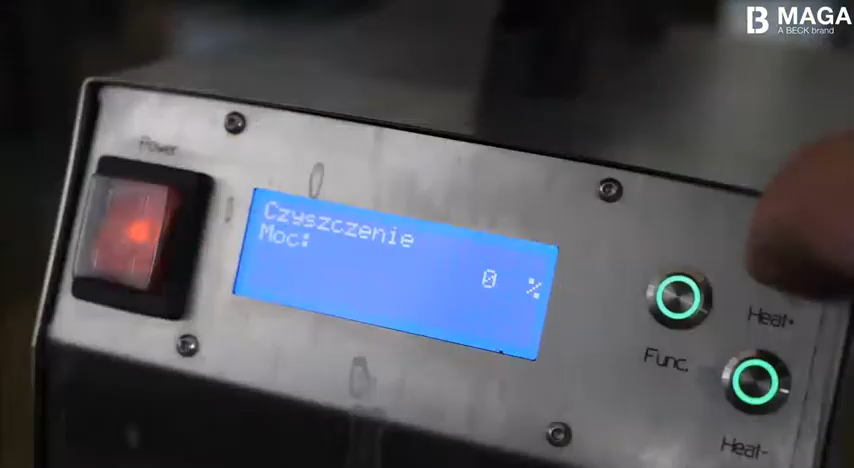 MAGA
A BECK brand
Power
Czyszczenie
Moc:
0 %
Heat+
Func.
Heat-